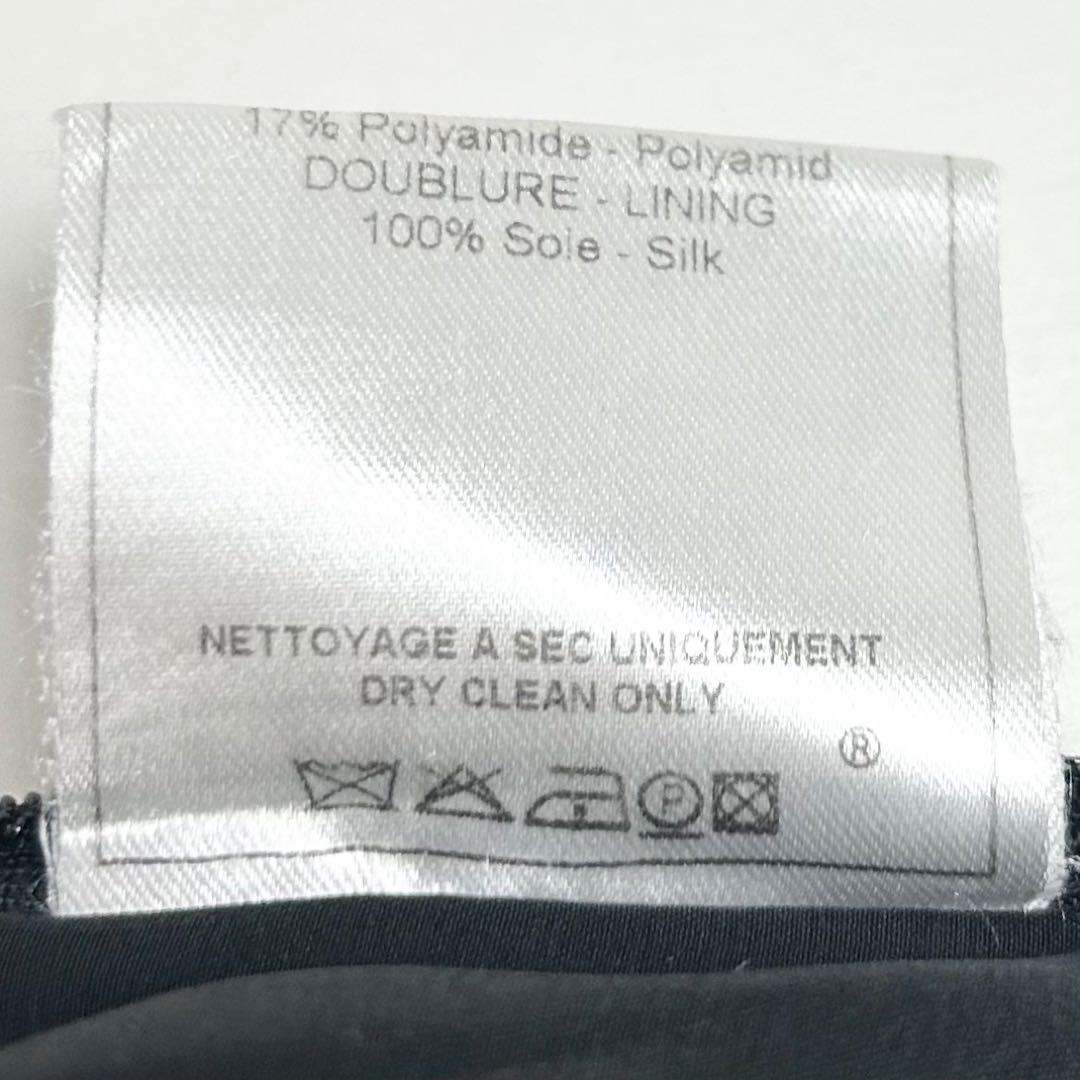 17% Polyamide - Polyamid
DOUBLURE - LINING
100% Soie - Silk
NETTOYAGE A SEC UNIQUEMENT
DRY CLEAN ONLY
®
P